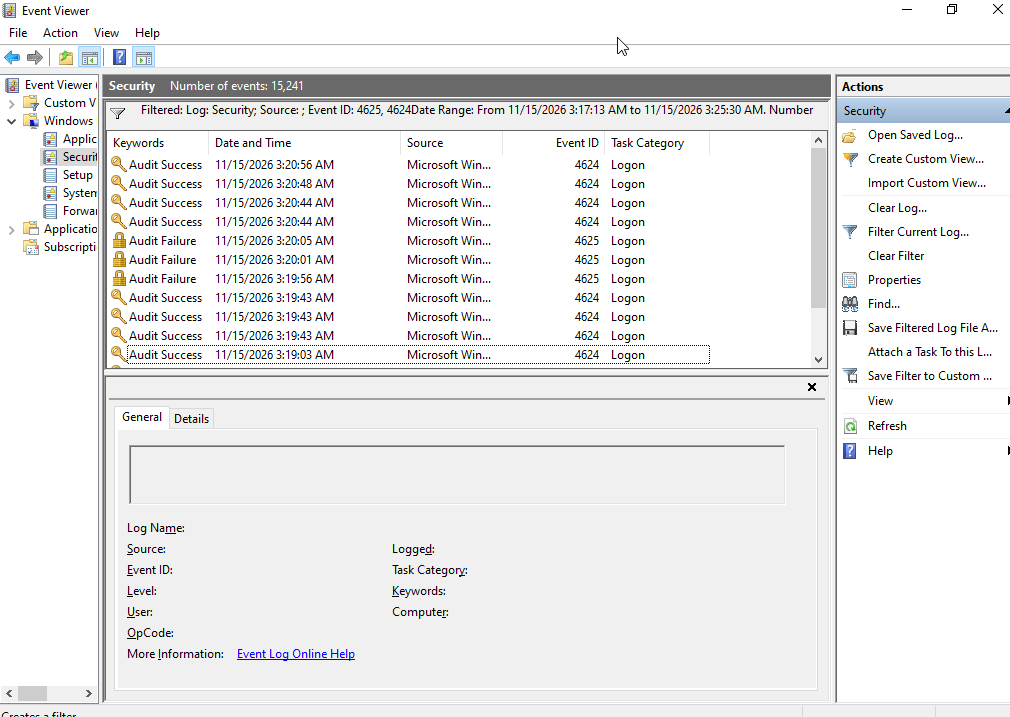 Event Viewer
File Action View Help
Event Viewer (
Custom V
Windows
Applic
Securit
Setup
System
Forwar
Applicatio
Subscripti
Security Number of events: 15,241
Filtered: Log: Security; Source: ; Event ID: 4625, 4624Date Range: From 11/15/2026 3:17:13 AM to 11/15/2026 3:25:30 AM. Number
Keywords Date and Time Source Event ID Task Category
Audit Success 11/15/2026 3:20:56 AM Microsoft Win... 4624 Logon
Audit Success 11/15/2026 3:20:48 AM Microsoft Win... 4624 Logon
Audit Success 11/15/2026 3:20:44 AM Microsoft Win... 4624 Logon
Audit Success 11/15/2026 3:20:44 AM Microsoft Win... 4624 Logon
Audit Failure 11/15/2026 3:20:05 AM Microsoft Win... 4625 Logon
Audit Failure 11/15/2026 3:20:01 AM Microsoft Win... 4625 Logon
Audit Failure 11/15/2026 3:19:56 AM Microsoft Win... 4625 Logon
Audit Success 11/15/2026 3:19:43 AM Microsoft Win... 4624 Logon
Audit Success 11/15/2026 3:19:43 AM Microsoft Win... 4624 Logon
Audit Success 11/15/2026 3:19:43 AM Microsoft Win... 4624 Logon
Audit Success 11/15/2026 3:19:03 AM Microsoft Win... 4624 Logon
General Details
Log Name:
Source: Logged:
Event ID: Task Category:
Level: Keywords:
User: Computer:
OpCode:
More Information: Event Log Online Help
Actions
Security
Open Saved Log...
Create Custom View...
Import Custom View...
Clear Log...
Filter Current Log...
Clear Filter
Properties
Find...
Save Filtered Log File A...
Attach a Task To this L...
Save Filter to Custom ...
View
Refresh
Help
Creates a filter